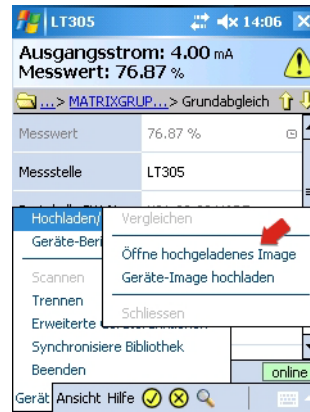 LT305 14:06
Ausgangsstrom: 4.00 mA
Messwert: 76.87 %
...> MATRIXGRUP...> Grundabgleich
Messwert 76.87 %
Messstelle LT305
Hochladen/
Vergleichen
Geräte-Beri
Öffne hochgeladenes Image
Geräte-Image hochladen
Scannen
Schliessen
Trennen
Erweiterte
Synchronisiere Bibliothek
Beenden
online
Gerät Ansicht Hilfe